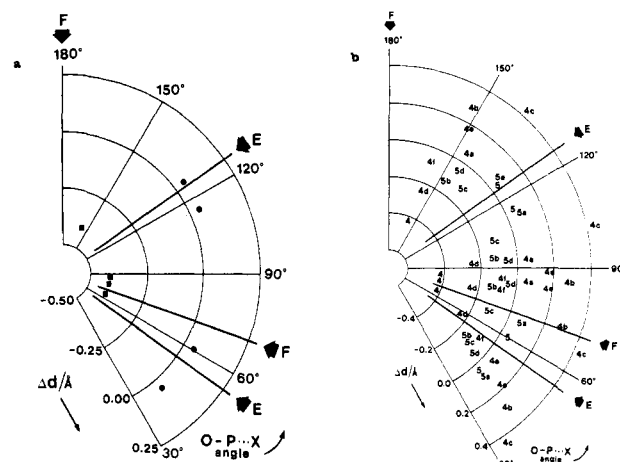 a
F
180°
150°
E
120°
90°
-0.50
-0.25
0.00
0.25
30°
60°
F
E
Δd/Å
O-P···X
angle
b
F
180°
150°
4b
4c
4e
E
120°
4a
4f
5d
5b
5c
4d
5e
5
5a
4
4c
5c
4d
5b
5d
4a
90°
4e
4
4
4
4d
5b
4f
4f
5d
4a
4e
4b
-0.4
4d
5c
5a
4b
F
-0.2
5b
5c
4f
5
4c
4a
60°
0.0
5
5e
4e
E
0.2
4b
0.4
4c
Δd/Å
O-P···X
angle